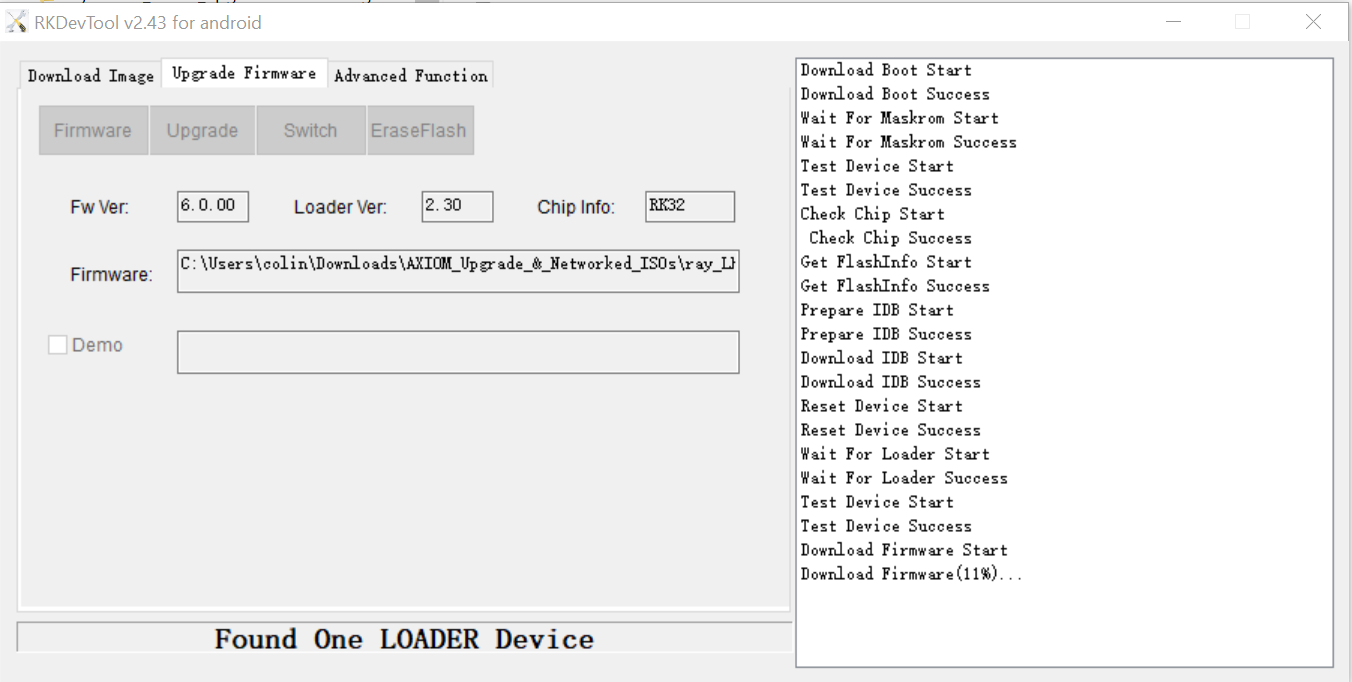 RKDevTool v2.43 for android
Download Image
Upgrade Firmware
Advanced Function
Firmware
Upgrade
Switch
EraseFlash
Fw Ver:
6.0.00
Loader Ver:
2.30
Chip Info:
RK32
Firmware:
C:\Users\colin\Downloads\AXIOM_Upgrade_&_Networked_ISOs\ray_
Demo
Found One LOADER Device
Download Boot Start
Download Boot Success
Wait For Maskrom Start
Wait For Maskrom Success
Test Device Start
Test Device Success
Check Chip Start
Check Chip Success
Get FlashInfo Start
Get FlashInfo Success
Prepare IDB Start
Prepare IDB Success
Download IDB Start
Download IDB Success
Reset Device Start
Reset Device Success
Wait For Loader Start
Wait For Loader Success
Test Device Start
Test Device Success
Download Firmware Start
Download Firmware(11%)...